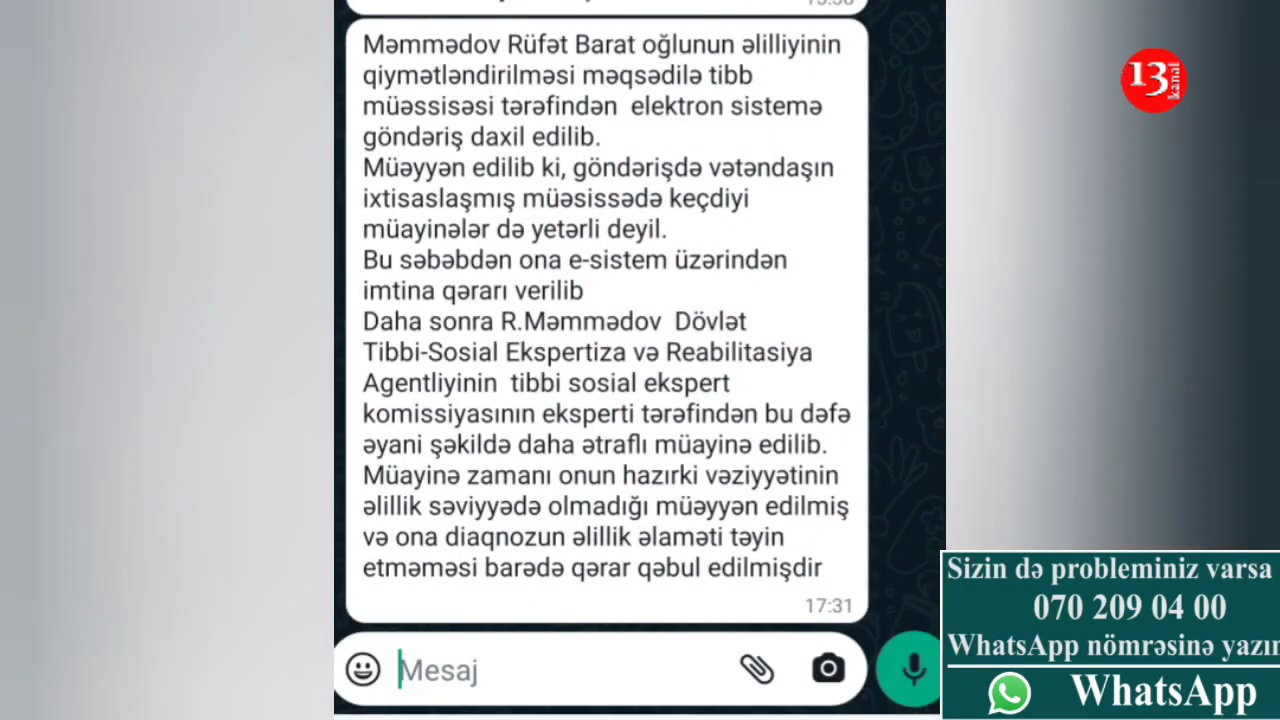 Məmmədov Rüfət Barat oğlunun əlilliyinin
qiymətləndirilməsi məqsədilə tibb
müəssisəsi tərəfindən elektron sistemə
göndəriş daxil edilib.
Müəyyən edilib ki, göndərişdə vətəndaşın
ixtisaslaşmış müəsissədə keçdiyi
müayinələr də yetərli deyil.
Bu səbəbdən ona e-sistem üzərindən
imtina qərarı verilib
Daha sonra R.Məmmədov Dövlət
Tibbi-Sosial Ekspertiza və Reabilitasiya
Agentliyinin tibbi sosial ekspert
komissiyasının eksperti tərəfindən bu dəfə
əyani şəkildə daha ətraflı müayinə edilib.
Müayinə zamanı onun hazırki vəziyyətinin
əlillik səviyyədə olmadığı müəyyən edilmiş
və ona diaqnozun əlillik əlaməti təyin
etməməsi barədə qərar qəbul edilmişdir
17:31
Mesaj
13
kanal
Sizin də probleminiz varsa
070 209 04 00
WhatsApp nömrəsinə yazın
WhatsApp